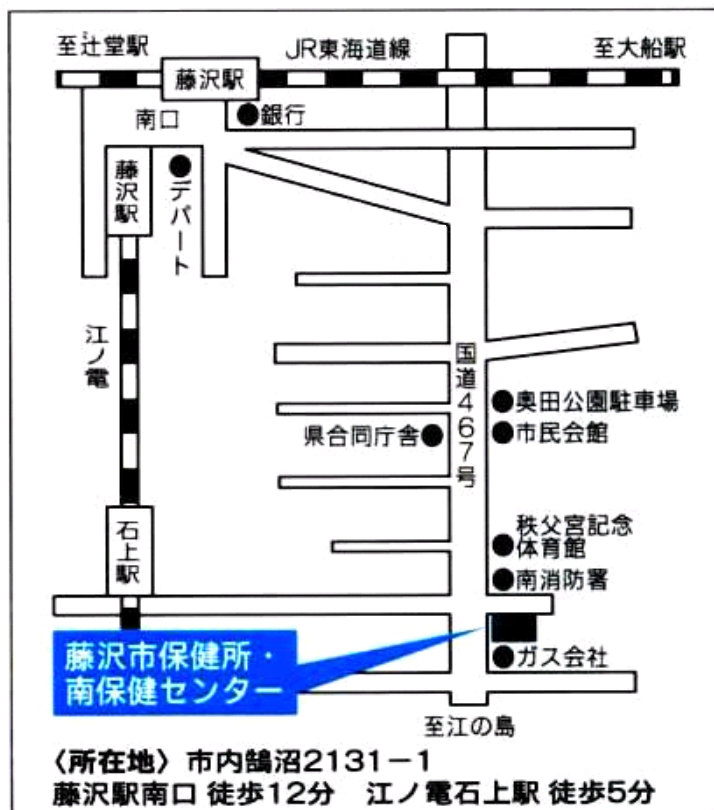 至辻堂駅
JR東海道線
至大船駅
藤沢駅
南口
銀行
藤沢駅
デパート
江ノ電
国道467号
奥田公園駐車場
県合同庁舎
市民会館
秩父宮記念
体育館
石上駅
南消防署
藤沢市保健所・
南保健センター
ガス会社
至江の島
〈所在地〉市内鵠沼2131−1
藤沢駅南口 徒歩12分　江ノ電石上駅 徒歩5分